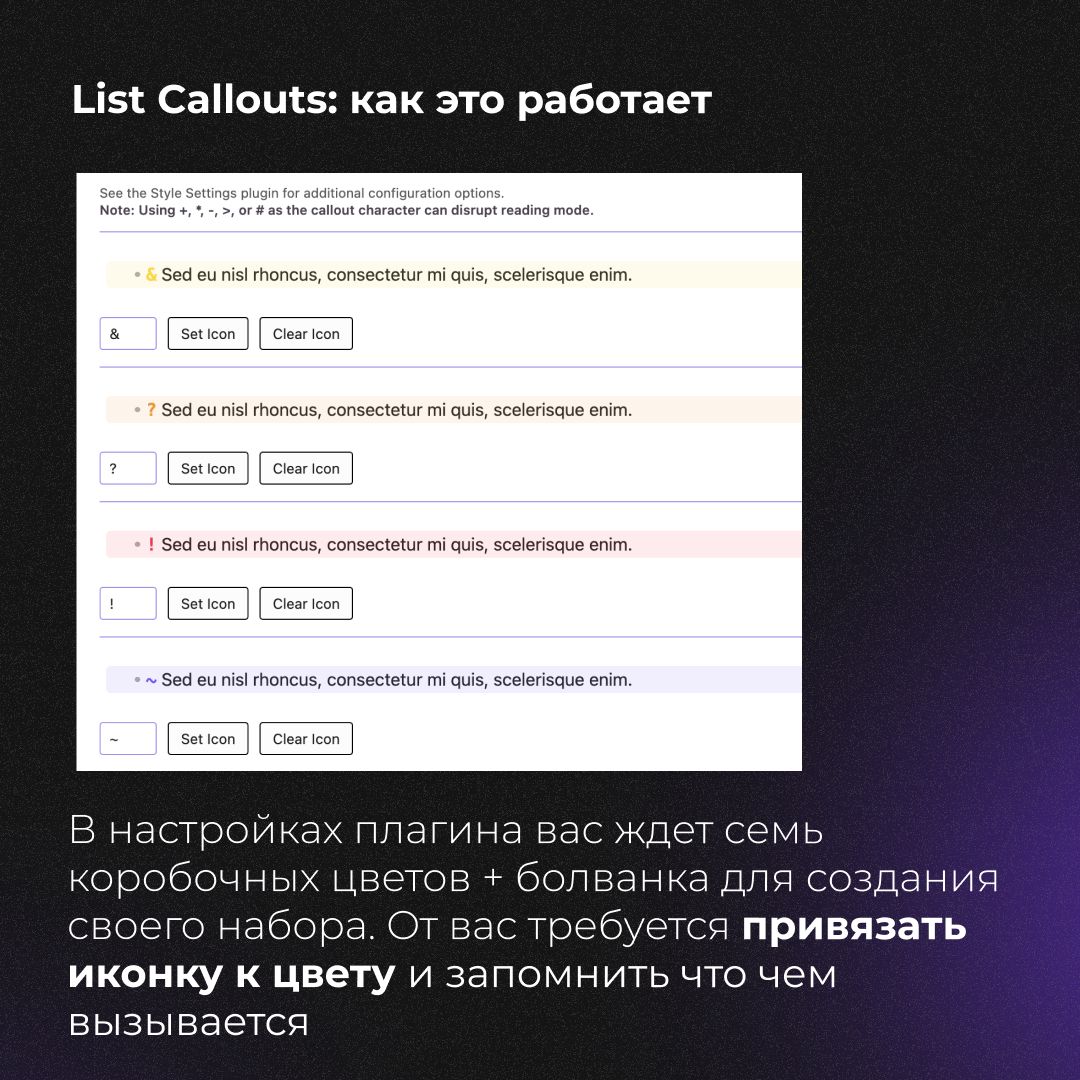 List Callouts: как это работает
See the Style Settings plugin for additional configuration options.
Note: Using +, *, -, >, or # as the callout character can disrupt reading mode.
• & Sed eu nisl rhoncus, consectetur mi quis, scelerisque enim.
& Set Icon Clear Icon
• ? Sed eu nisl rhoncus, consectetur mi quis, scelerisque enim.
? Set Icon Clear Icon
• ! Sed eu nisl rhoncus, consectetur mi quis, scelerisque enim.
! Set Icon Clear Icon
• ~ Sed eu nisl rhoncus, consectetur mi quis, scelerisque enim.
~ Set Icon Clear Icon
В настройках плагина вас ждет семь
коробочных цветов + болванка для создания
своего набора. От вас требуется привязать
иконку к цвету и запомнить что чем
вызывается